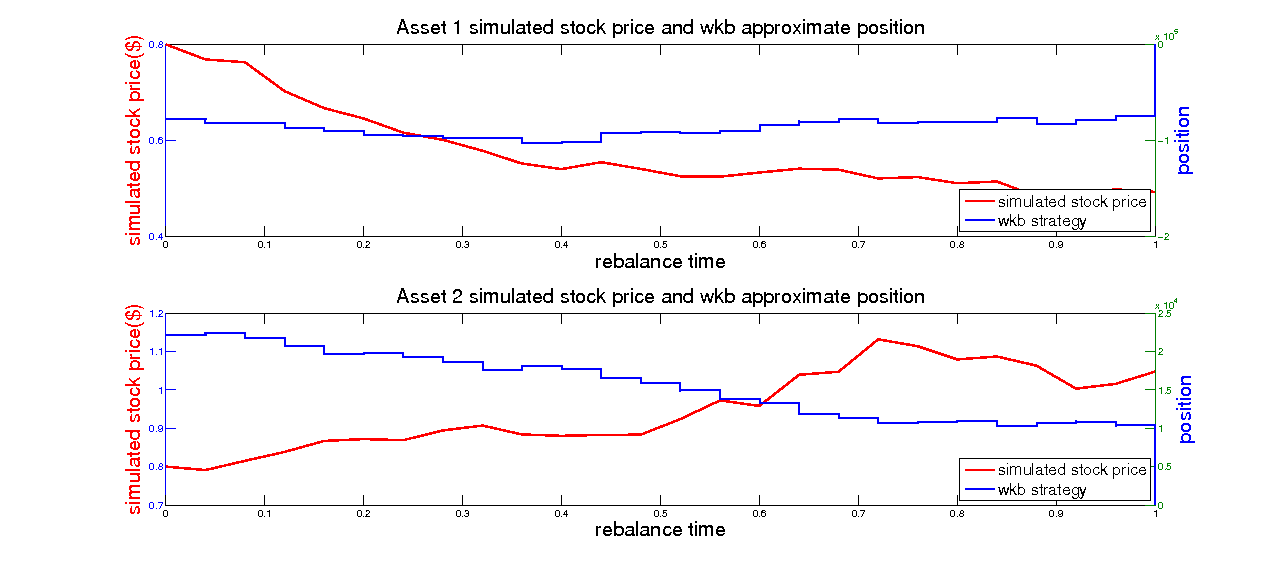 Asset 1 simulated stock price and wkb approximate position
simulated stock price($)
0.8
0.6
0.4
0 0.1 0.2 0.3 0.4 0.5 0.6 0.7 0.8 0.9 1
rebalance time
0
-1
-2
position
simulated stock price
wkb strategy
Asset 2 simulated stock price and wkb approximate position
simulated stock price($)
1.2
1.1
1
0.9
0.8
0.7
0 0.1 0.2 0.3 0.4 0.5 0.6 0.7 0.8 0.9 1
rebalance time
x 10^4
2.5
2
1.5
1
0.5
0
position
simulated stock price
wkb strategy